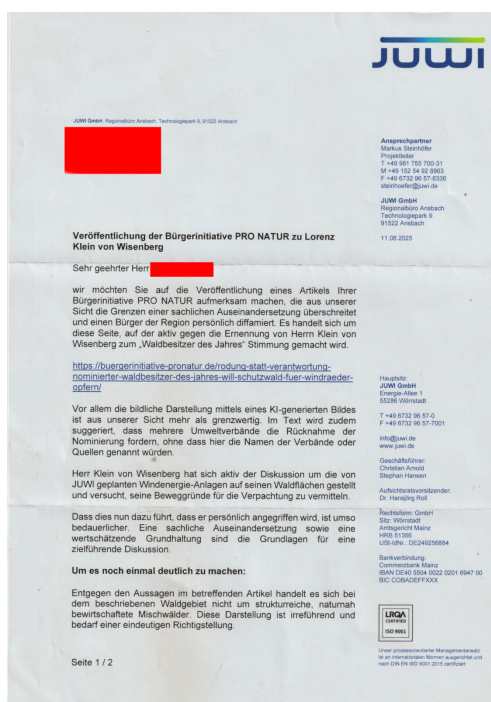 JUWI
JUWI GmbH, Regionalbüro Ansbach, Technologiepark 9, 91522 Ansbach
Ansprechpartner
Markus Steinhöfer
Projektleiter
T +49 981 755 700-31
M +49 152 54 92 8963
F +49 6732 96 57-8336
steinhoefer@juwi.de
JUWI GmbH
Regionalbüro Ansbach
Technologiepark 9
91522 Ansbach
11.08.2025
Veröffentlichung der Bürgerinitiative PRO NATUR zu Lorenz
Klein von Wisenberg
Sehr geehrter Herr
wir möchten Sie auf die Veröffentlichung eines Artikels Ihrer
Bürgerinitiative PRO NATUR aufmerksam machen, die aus unserer
Sicht die Grenzen einer sachlichen Auseinandersetzung überschreitet
und einen Bürger der Region persönlich diffamiert. Es handelt sich um
diese Seite, auf der aktiv gegen die Ernennung von Herrn Klein von
Wisenberg zum „Waldbesitzer des Jahres“ Stimmung gemacht wird.
https://buergerinitiative-pronatur.de/rodung-statt-verantwortung-
nominierter-waldbesitzer-des-jahres-will-schutzwald-fuer-windraeder-
opfern/
Vor allem die bildliche Darstellung mittels eines KI-generierten Bildes
ist aus unserer Sicht mehr als grenzwertig. Im Text wird zudem
suggeriert, dass mehrere Umweltverbände die Rücknahme der
Nominierung fordern, ohne dass hier die Namen der Verbände oder
Quellen genannt würden.
Herr Klein von Wisenberg hat sich aktiv der Diskussion um die von
JUWI geplanten Windenergie-Anlagen auf seinen Waldflächen gestellt
und versucht, seine Beweggründe für die Verpachtung zu vermitteln.
Dass dies nun dazu führt, dass er persönlich angegriffen wird, ist umso
bedauerlicher. Eine sachliche Auseinandersetzung sowie eine
wertschätzende Grundhaltung sind die Grundlagen für eine
zielführende Diskussion.
Um es noch einmal deutlich zu machen:
Entgegen den Aussagen im betreffenden Artikel handelt es sich bei
dem beschriebenen Waldgebiet nicht um strukturreiche, naturnah
bewirtschaftete Mischwälder. Diese Darstellung ist irreführend und
bedarf einer eindeutigen Richtigstellung.
Seite 1 / 2
Hauptsitz:
JUWI GmbH
Energie-Allee 1
55286 Wörrstadt
T +49 6732 96 57-0
F +49 6732 96 57-7001
info@juwi.de
www.juwi.de
Geschäftsführer:
Christian Arnold
Stephan Hansen
Aufsichtsratsvorsitzender:
Dr. Hansjörg Roll
Rechtsform: GmbH
Sitz: Wörrstadt
Amtsgericht Mainz
HRB 51356
USt-IdNr.: DE249256884
Bankverbindung:
Commerzbank Mainz
IBAN DE40 5504 0022 0201 6947 00
BIC COBADEFFXXX
LRQA
CERTIFIED
ISO 9001
Unser prozessorientierter Managementansatz
ist an internationalen Normen ausgerichtet und
nach DIN EN ISO 9001:2015 zertifiziert